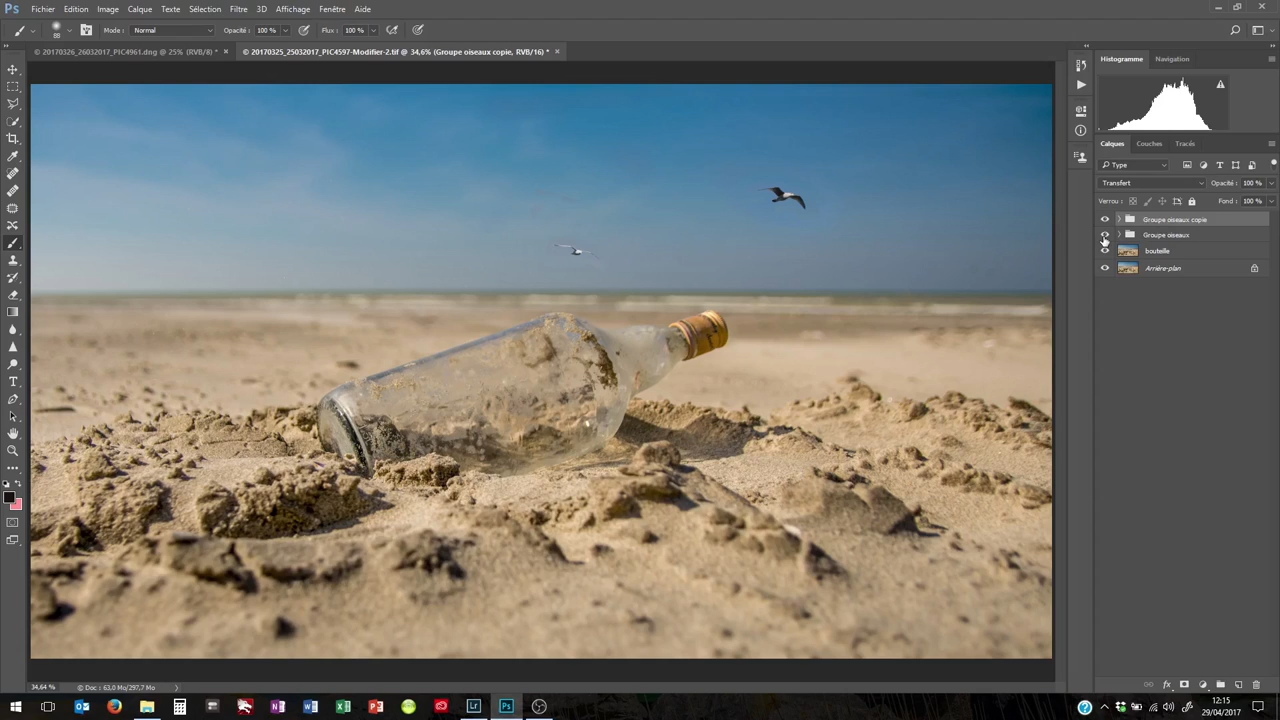 Ps Fichier Edition Image Calque Texte Sélection Filtre 3D Affichage Fenêtre Aide
88 Mode : Normal Opacité : 100 % Flux : 100 %
© 20170326_26032017_PIC4961.dng @ 25% (RVB/8) * × © 20170325_25032017_PIC4597-Modifier-2.tif @ 34,6% (Groupe oiseaux copie, RVB/16) * ×
Histogramme Navigation
Calques Couches Tracés
Type
Transfert Opacité : 100 %
Verrou : Fond : 100 %
Groupe oiseaux copie
Groupe oiseaux
bouteille
Arrière-plan
34,64 % Doc : 63,0 Mo/297,7 Mo
12:15
29/04/2017